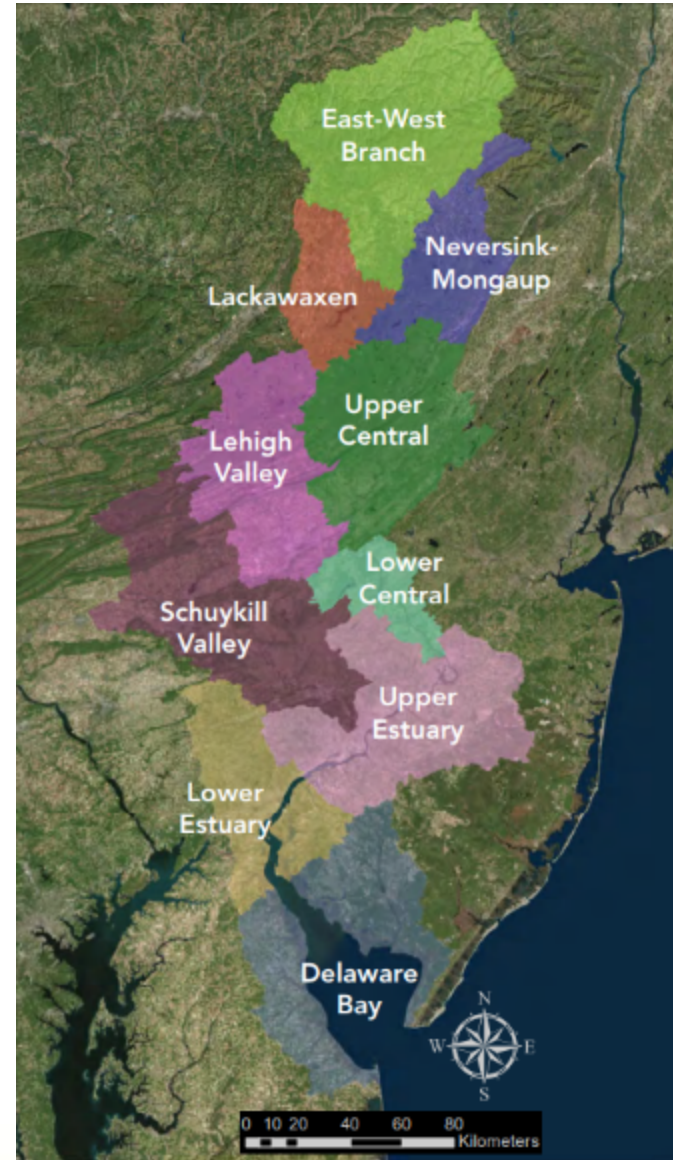 East-West
Branch
Neversink-
Mongaup
Lackawaxen
Upper
Central
Lehigh
Valley
Lower
Central
Schuykill
Valley
Upper
Estuary
Lower
Estuary
Delaware
Bay
N
W E
S
0 10 20 40 60 80
Kilometers